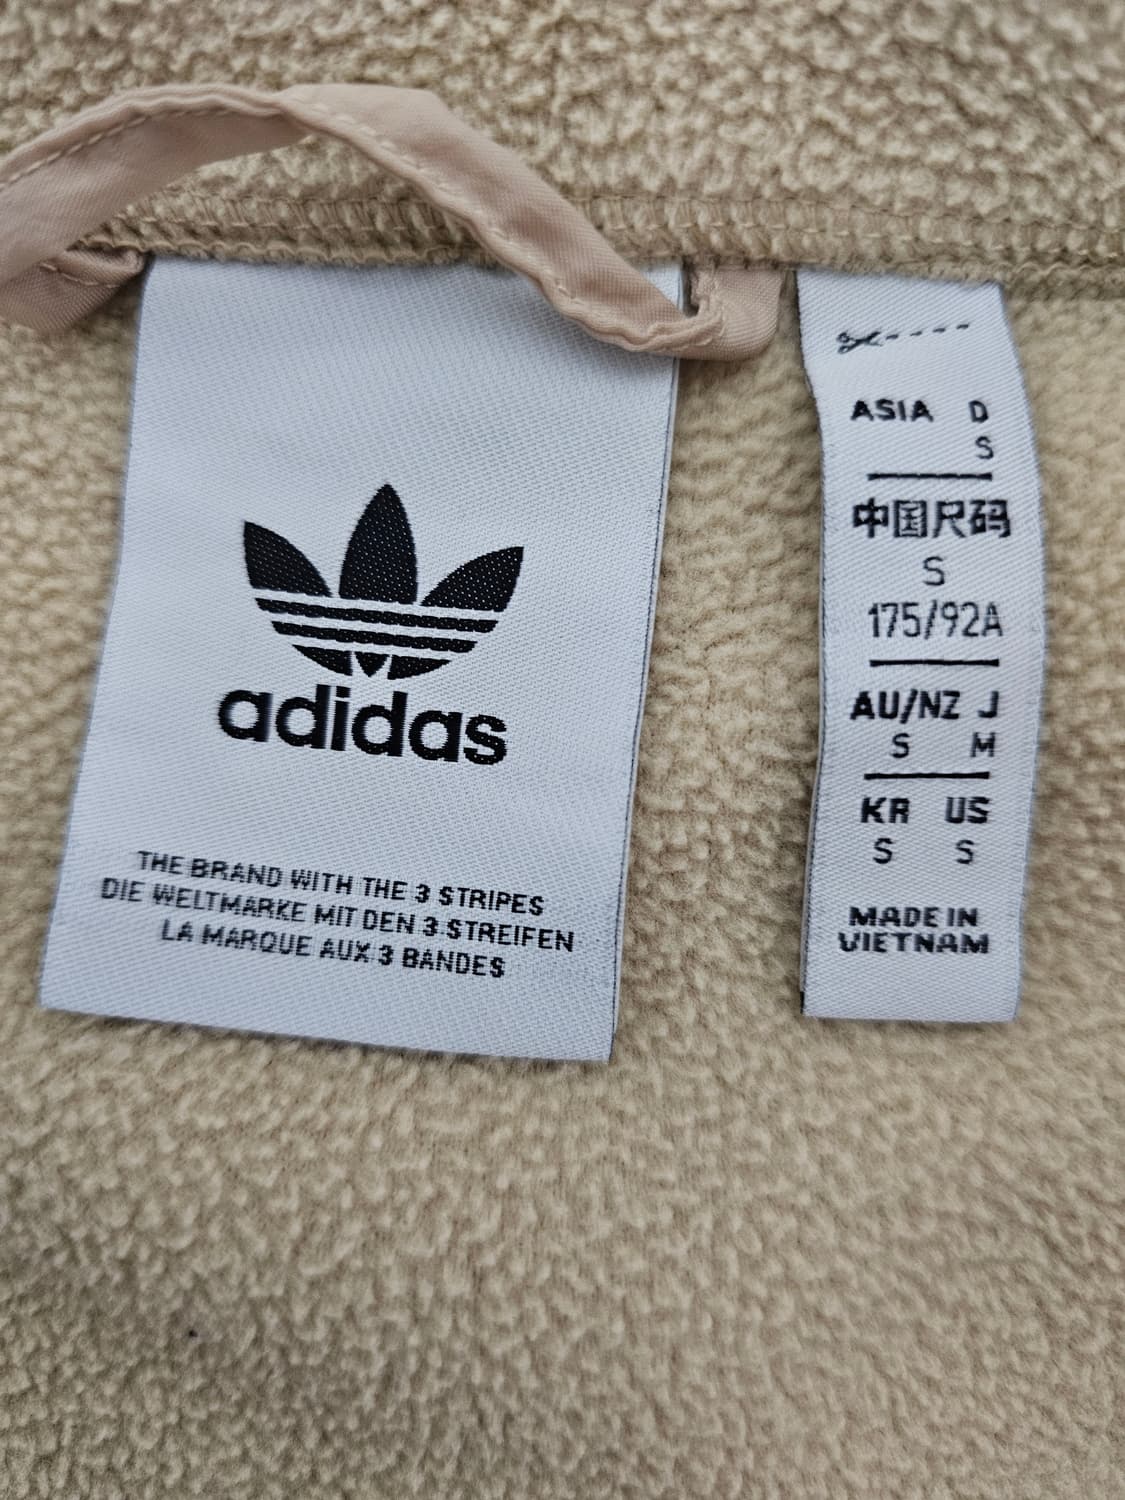 adidas
THE BRAND WITH THE 3 STRIPES
DIE WELTMARKE MIT DEN 3 STREIFEN
LA MARQUE AUX 3 BANDES
ASIA D
S
中国尺码
S
175/92A
AU/NZ J
S M
KR US
S S
MADE IN
VIETNAM